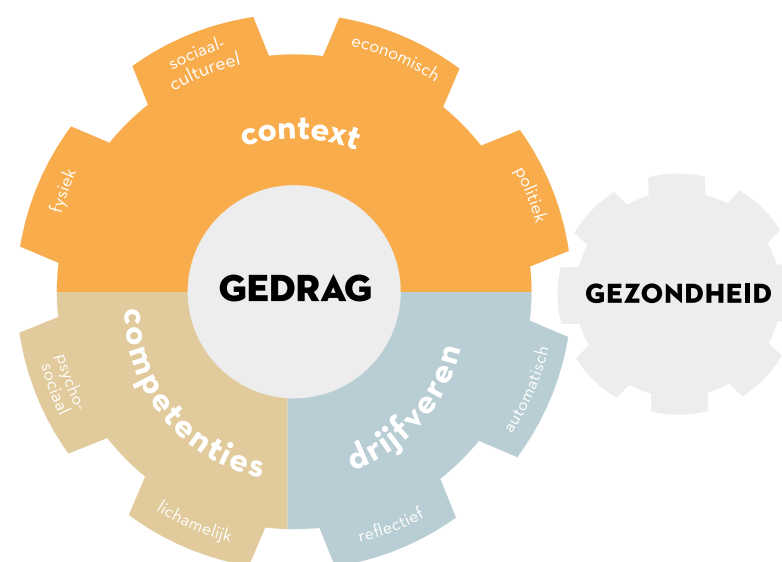 sociaal-
cultureel
economisch
context
fysiek
politiek
GEDRAG
GEZONDHEID
competenties
drijfveren
psycho-
sociaal
automatisch
lichamelijk
reflectief